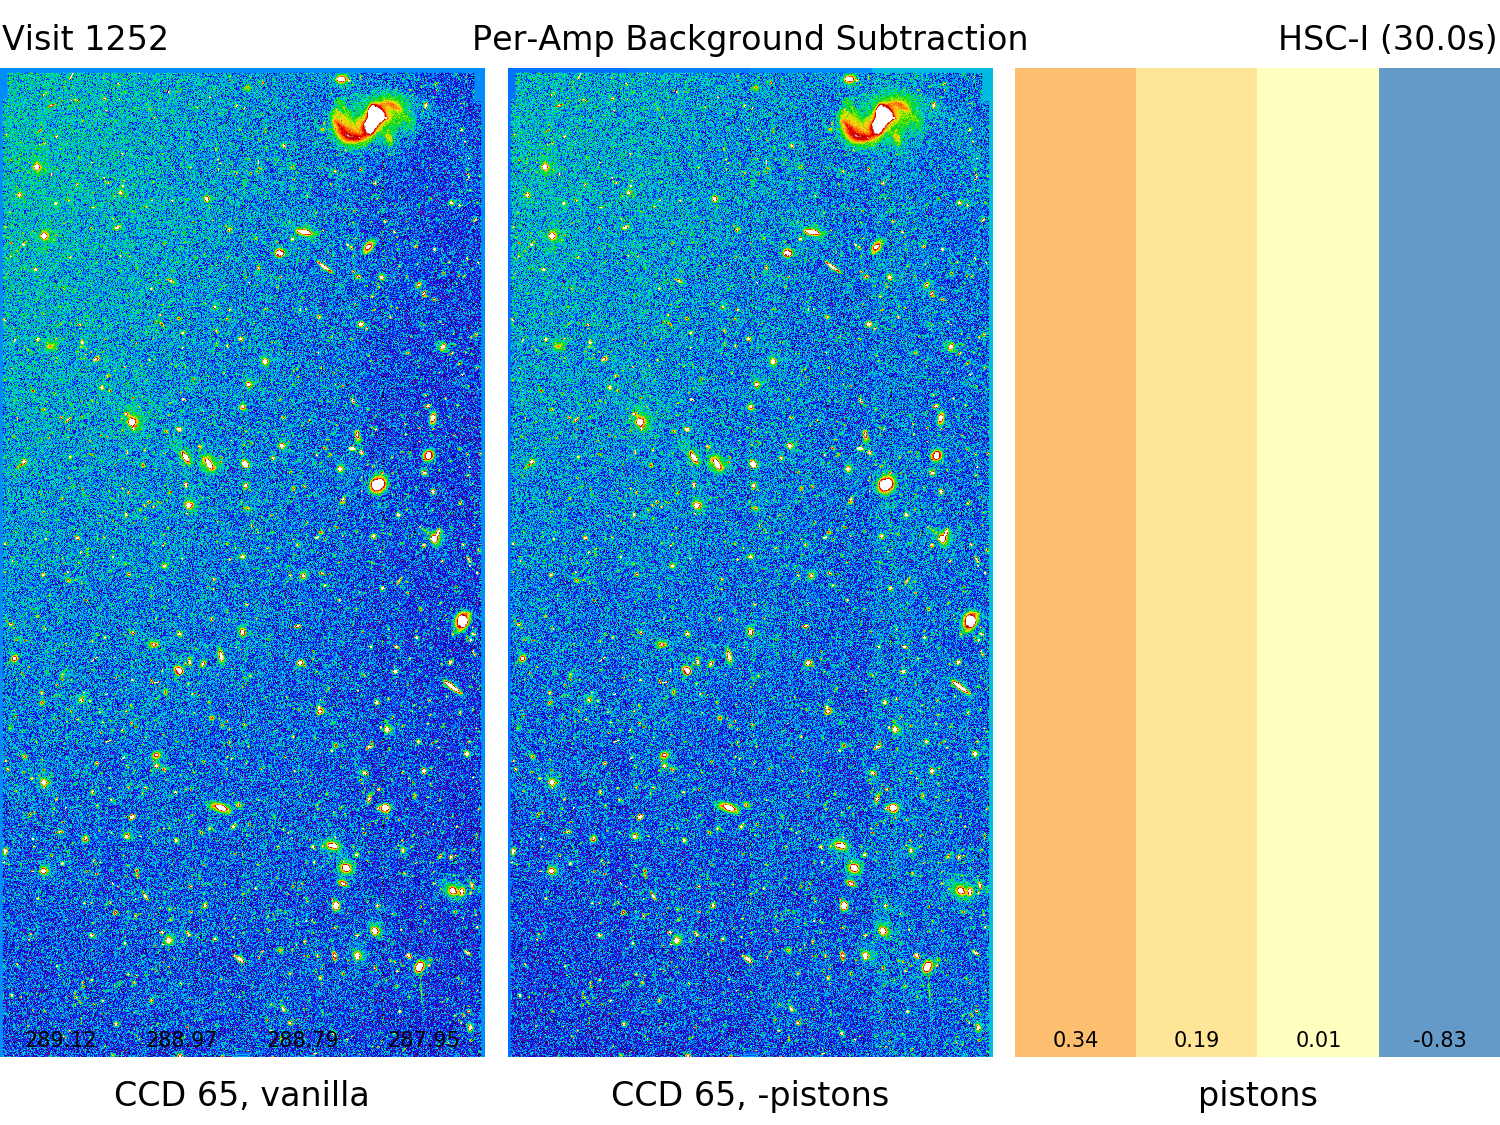 Visit 1252 Per-Amp Background Subtraction HSC-I (30.0s)
289.12 288.97 288.79 287.95 0.34 0.19 0.01 -0.83
CCD 65, vanilla CCD 65, -pistons pistons